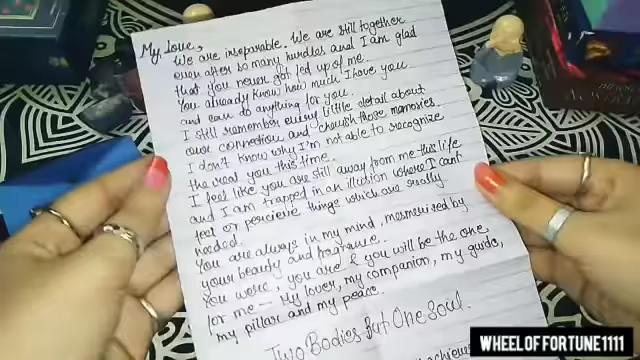 My Love,
We are inseparable. We are still together
even after so many hurdles and I am glad
that you never got fed up of me.
You already know how much I love you
and can do anything for you.
I still remember every little detail about
our connection and cherish those memories.
I don't know why I'm not able to recognize
the real you this time.
I feel like you are still away from me this life
and I am trapped in an illusion where I can't
feel or percieve things which are really
needed.
You are always in my mind, mesmerized by
your beauty and fragrance.
You were, you are & you will be the one
for me - My lover, my companion, my guide,
my pillar and my peace.
Two Bodies but One Soul.
WHEEL OF FORTUNE1111